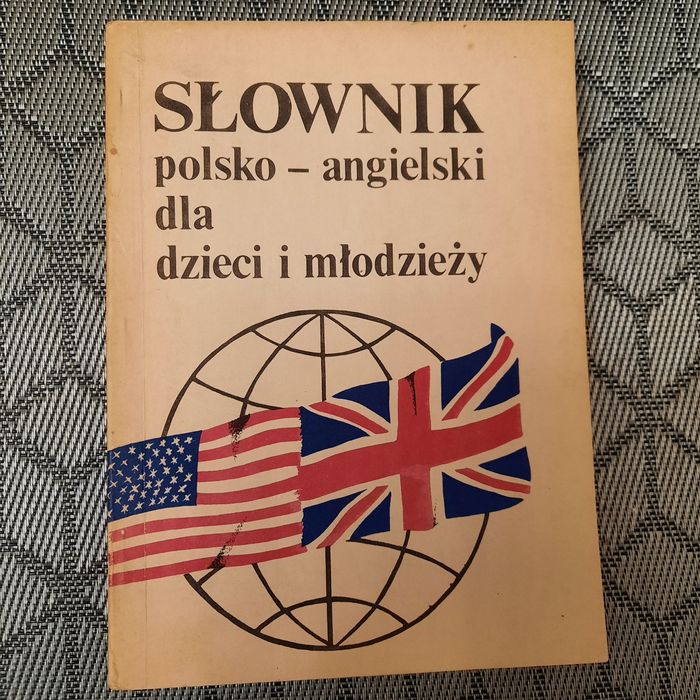 SŁOWNIK
polsko – angielski
dla
dzieci i młodzieży